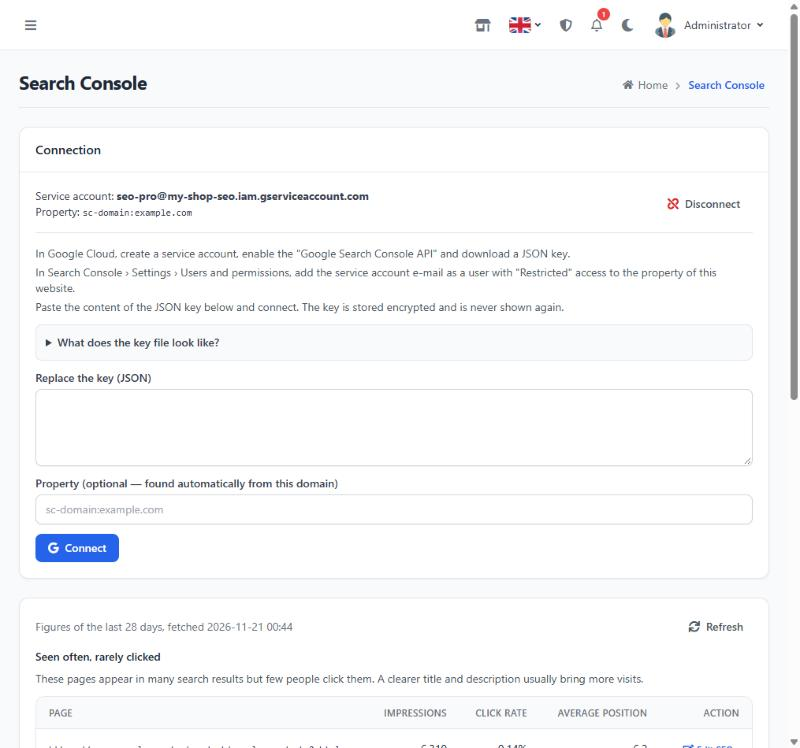 1
Administrator
Search Console
Home
Search Console
Connection
Service account: seo-pro@my-shop-seo.iam.gserviceaccount.com
Property: sc-domain:example.com
Disconnect
In Google Cloud, create a service account, enable the "Google Search Console API" and download a JSON key.
In Search Console › Settings › Users and permissions, add the service account e-mail as a user with "Restricted" access to the property of this
website.
Paste the content of the JSON key below and connect. The key is stored encrypted and is never shown again.
What does the key file look like?
Replace the key (JSON)
Property (optional — found automatically from this domain)
sc-domain:example.com
Connect
Figures of the last 28 days, fetched 2026-11-21 00:44
Refresh
Seen often, rarely clicked
These pages appear in many search results but few people click them. A clearer title and description usually bring more visits.
PAGE IMPRESSIONS CLICK RATE AVERAGE POSITION ACTION